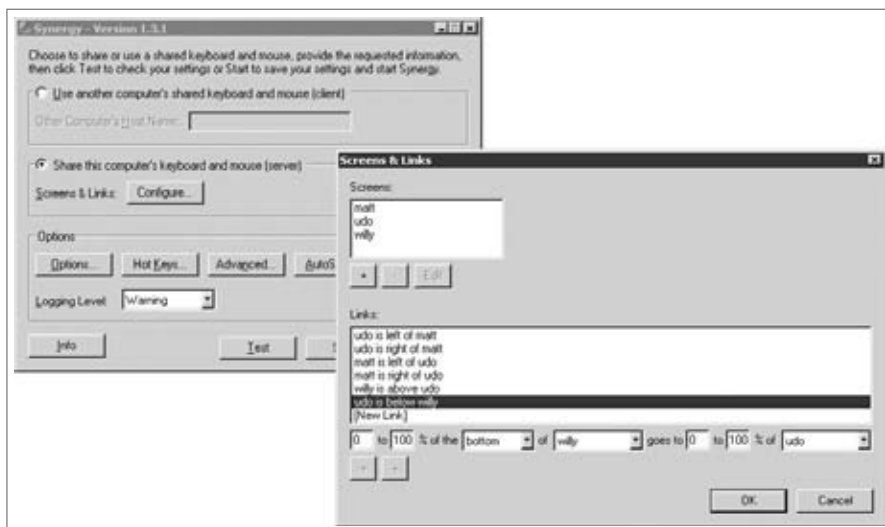 Synergy - Version 1.3.1
Choose to share or use a shared keyboard and mouse, provide the requested information,
then click Test to check your settings or Start to save your settings and start Synergy.
Use another computer's shared keyboard and mouse (client)
Other Computer's Host Name:
Share this computer's keyboard and mouse (server)
Screens & Links: Configure...
Options
Options... Hot Keys... Advanced... AutoS
Logging Level: Warning
Info Test S
Screens & Links
Screens:
matt
udo
willy
+ - Edit
Links:
udo is left of matt
udo is right of matt
matt is left of udo
matt is right of udo
willy is above udo
udo is below willy
[New Link]
0 to 100 % of the bottom of willy goes to 0 to 100 % of udo
OK Cancel